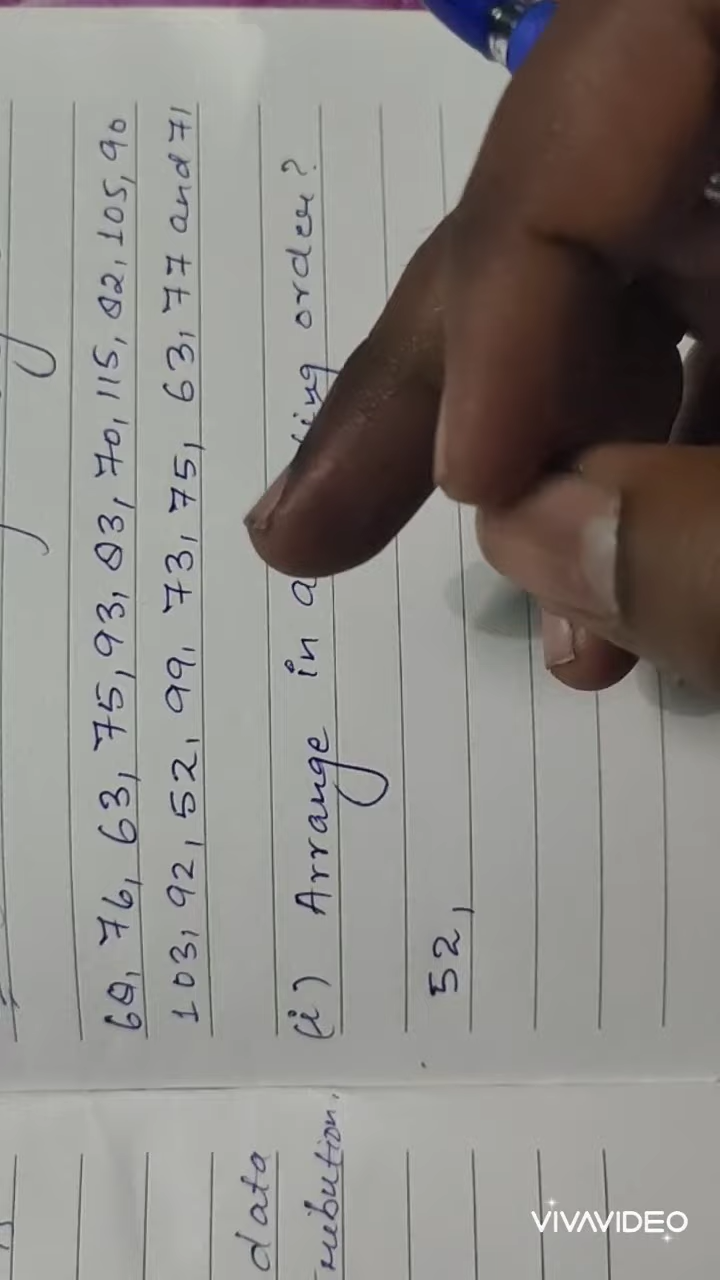 68, 76, 63, 75, 93, 83, 70, 115, 82, 105, 90
103, 92, 52, 99, 73, 75, 63, 77 and 71
(i) Arrange in order?
52,
data
VIVAVIDEO